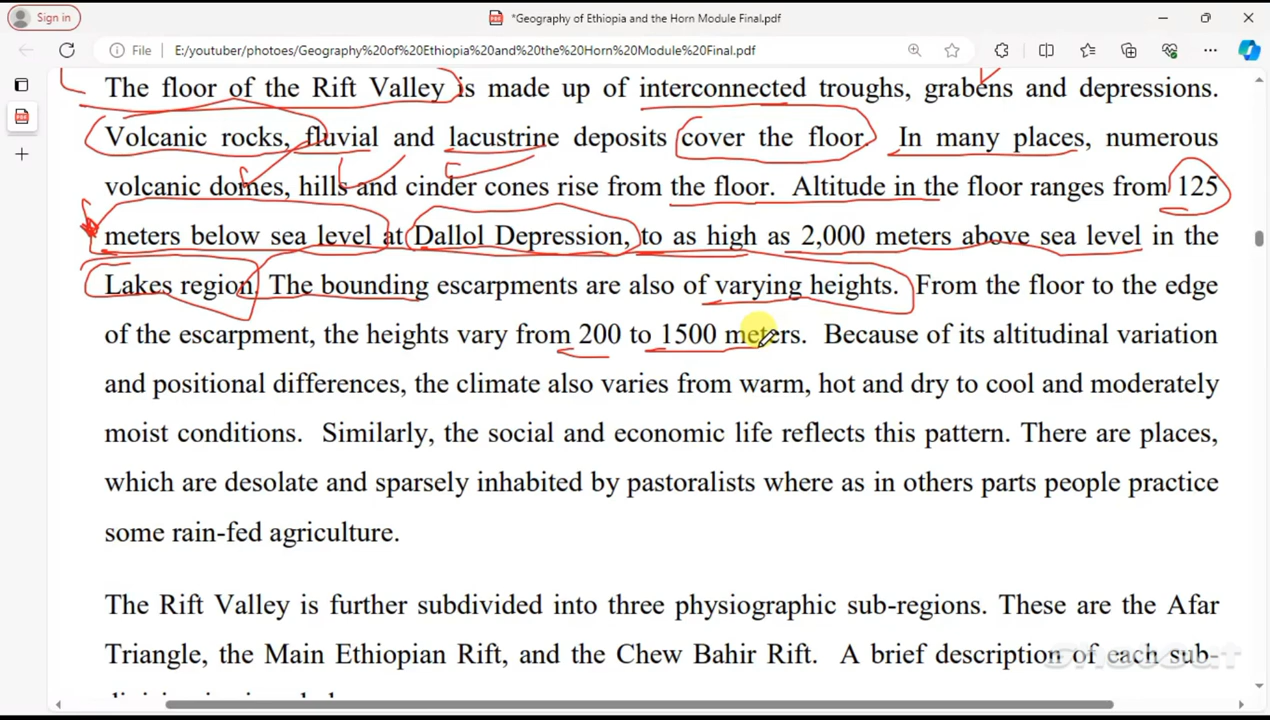 Sign in
*Geography of Ethiopia and the Horn Module Final.pdf
File
E:/youtuber/photoes/Geography%20of%20Ethiopia%20and%20the%20Horn%20Module%20Final.pdf
The floor of the Rift Valley is made up of interconnected troughs, grabens and depressions.
Volcanic rocks, fluvial and lacustrine deposits cover the floor. In many places, numerous
volcanic domes, hills and cinder cones rise from the floor. Altitude in the floor ranges from 125
meters below sea level at Dallol Depression, to as high as 2,000 meters above sea level in the
Lakes region. The bounding escarpments are also of varying heights. From the floor to the edge
of the escarpment, the heights vary from 200 to 1500 meters. Because of its altitudinal variation
and positional differences, the climate also varies from warm, hot and dry to cool and moderately
moist conditions. Similarly, the social and economic life reflects this pattern. There are places,
which are desolate and sparsely inhabited by pastoralists where as in others parts people practice
some rain-fed agriculture.
The Rift Valley is further subdivided into three physiographic sub-regions. These are the Afar
Triangle, the Main Ethiopian Rift, and the Chew Bahir Rift. A brief description of each sub-